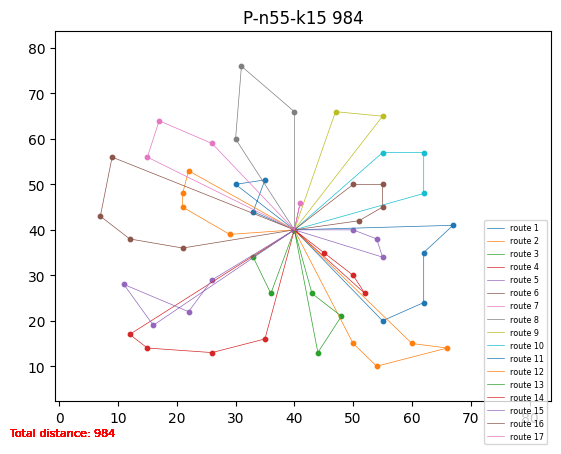 P-n55-k15 984
80
70
60
50
40
30
20
10
0
10
20
30
40
50
60
70
80
route 1
route 2
route 3
route 4
route 5
route 6
route 7
route 8
route 9
route 10
route 11
route 12
route 13
route 14
route 15
route 16
route 17
Total distance: 984